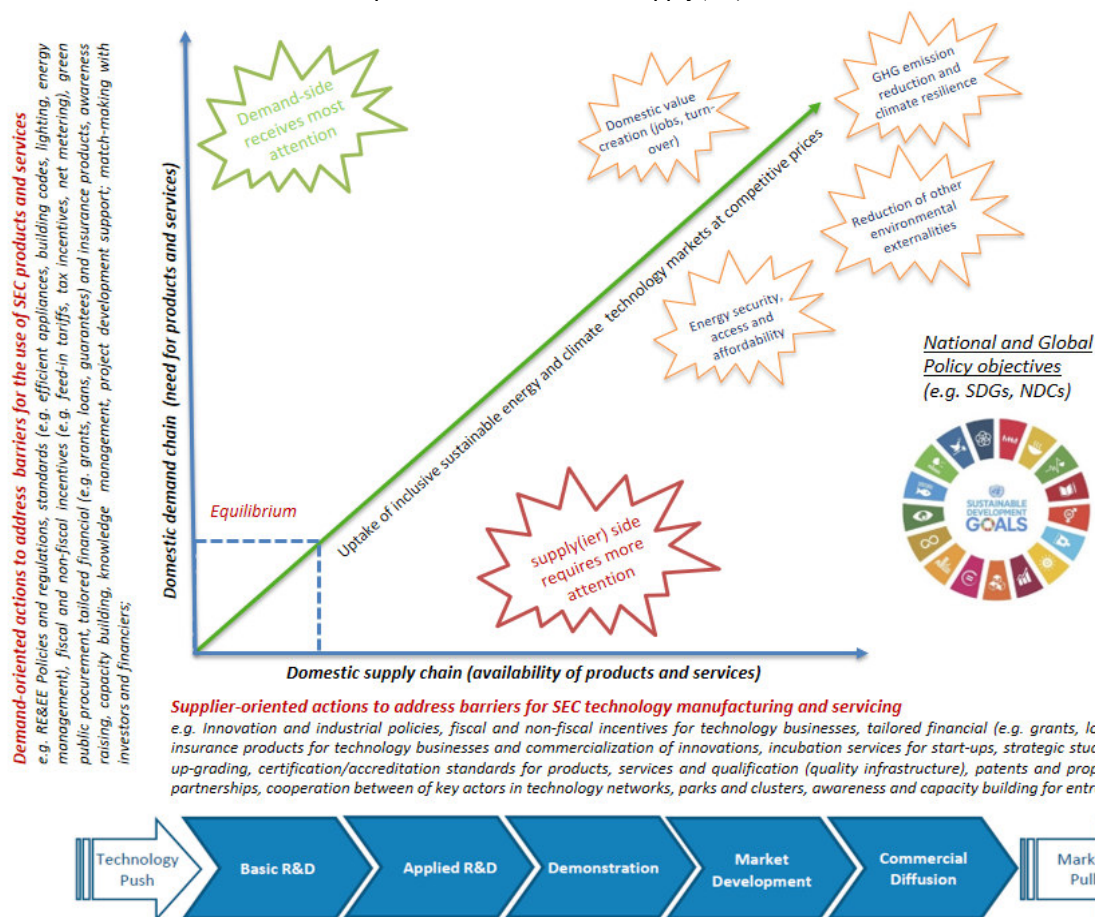 Demand-oriented actions to address barriers for the use of SEC products and services
e.g. RE&EE Policies and regulations, standards (e.g. efficient appliances, building codes, lighting, energy
management), fiscal and non-fiscal incentives (e.g. feed-in tariffs, tax incentives, net metering), green
public procurement, tailored financial (e.g. grants, loans, guarantees) and insurance products, awareness
raising, capacity building, knowledge management, project development support; match-making with
investors and financiers;
Domestic demand chain (need for products and services)
Demand-side
receives most
attention
Domestic value
creation (jobs, turn-
over)
GHG emission
reduction and
climate resilience
Reduction of other
environmental
externalities
Energy security,
access and
affordability
Uptake of inclusive sustainable energy and climate technology markets at competitive prices
National and Global
Policy objectives
(e.g. SDGs, NDCs)
SUSTAINABLE
DEVELOPMENT
GOALS
Equilibrium
supply(ier) side
requires more
attention
Domestic supply chain (availability of products and services)
Supplier-oriented actions to address barriers for SEC technology manufacturing and servicing
e.g. Innovation and industrial policies, fiscal and non-fiscal incentives for technology businesses, tailored financial (e.g. grants,
insurance products for technology businesses and commercialization of innovations, incubation services for start-ups, strategic
up-grading, certification/accreditation standards for products, services and qualification (quality infrastructure), patents and
partnerships, cooperation between of key actors in technology networks, parks and clusters, awareness and capacity building for
Technology
Push
Basic R&D
Applied R&D
Demonstration
Market
Development
Commercial
Diffusion
Pull